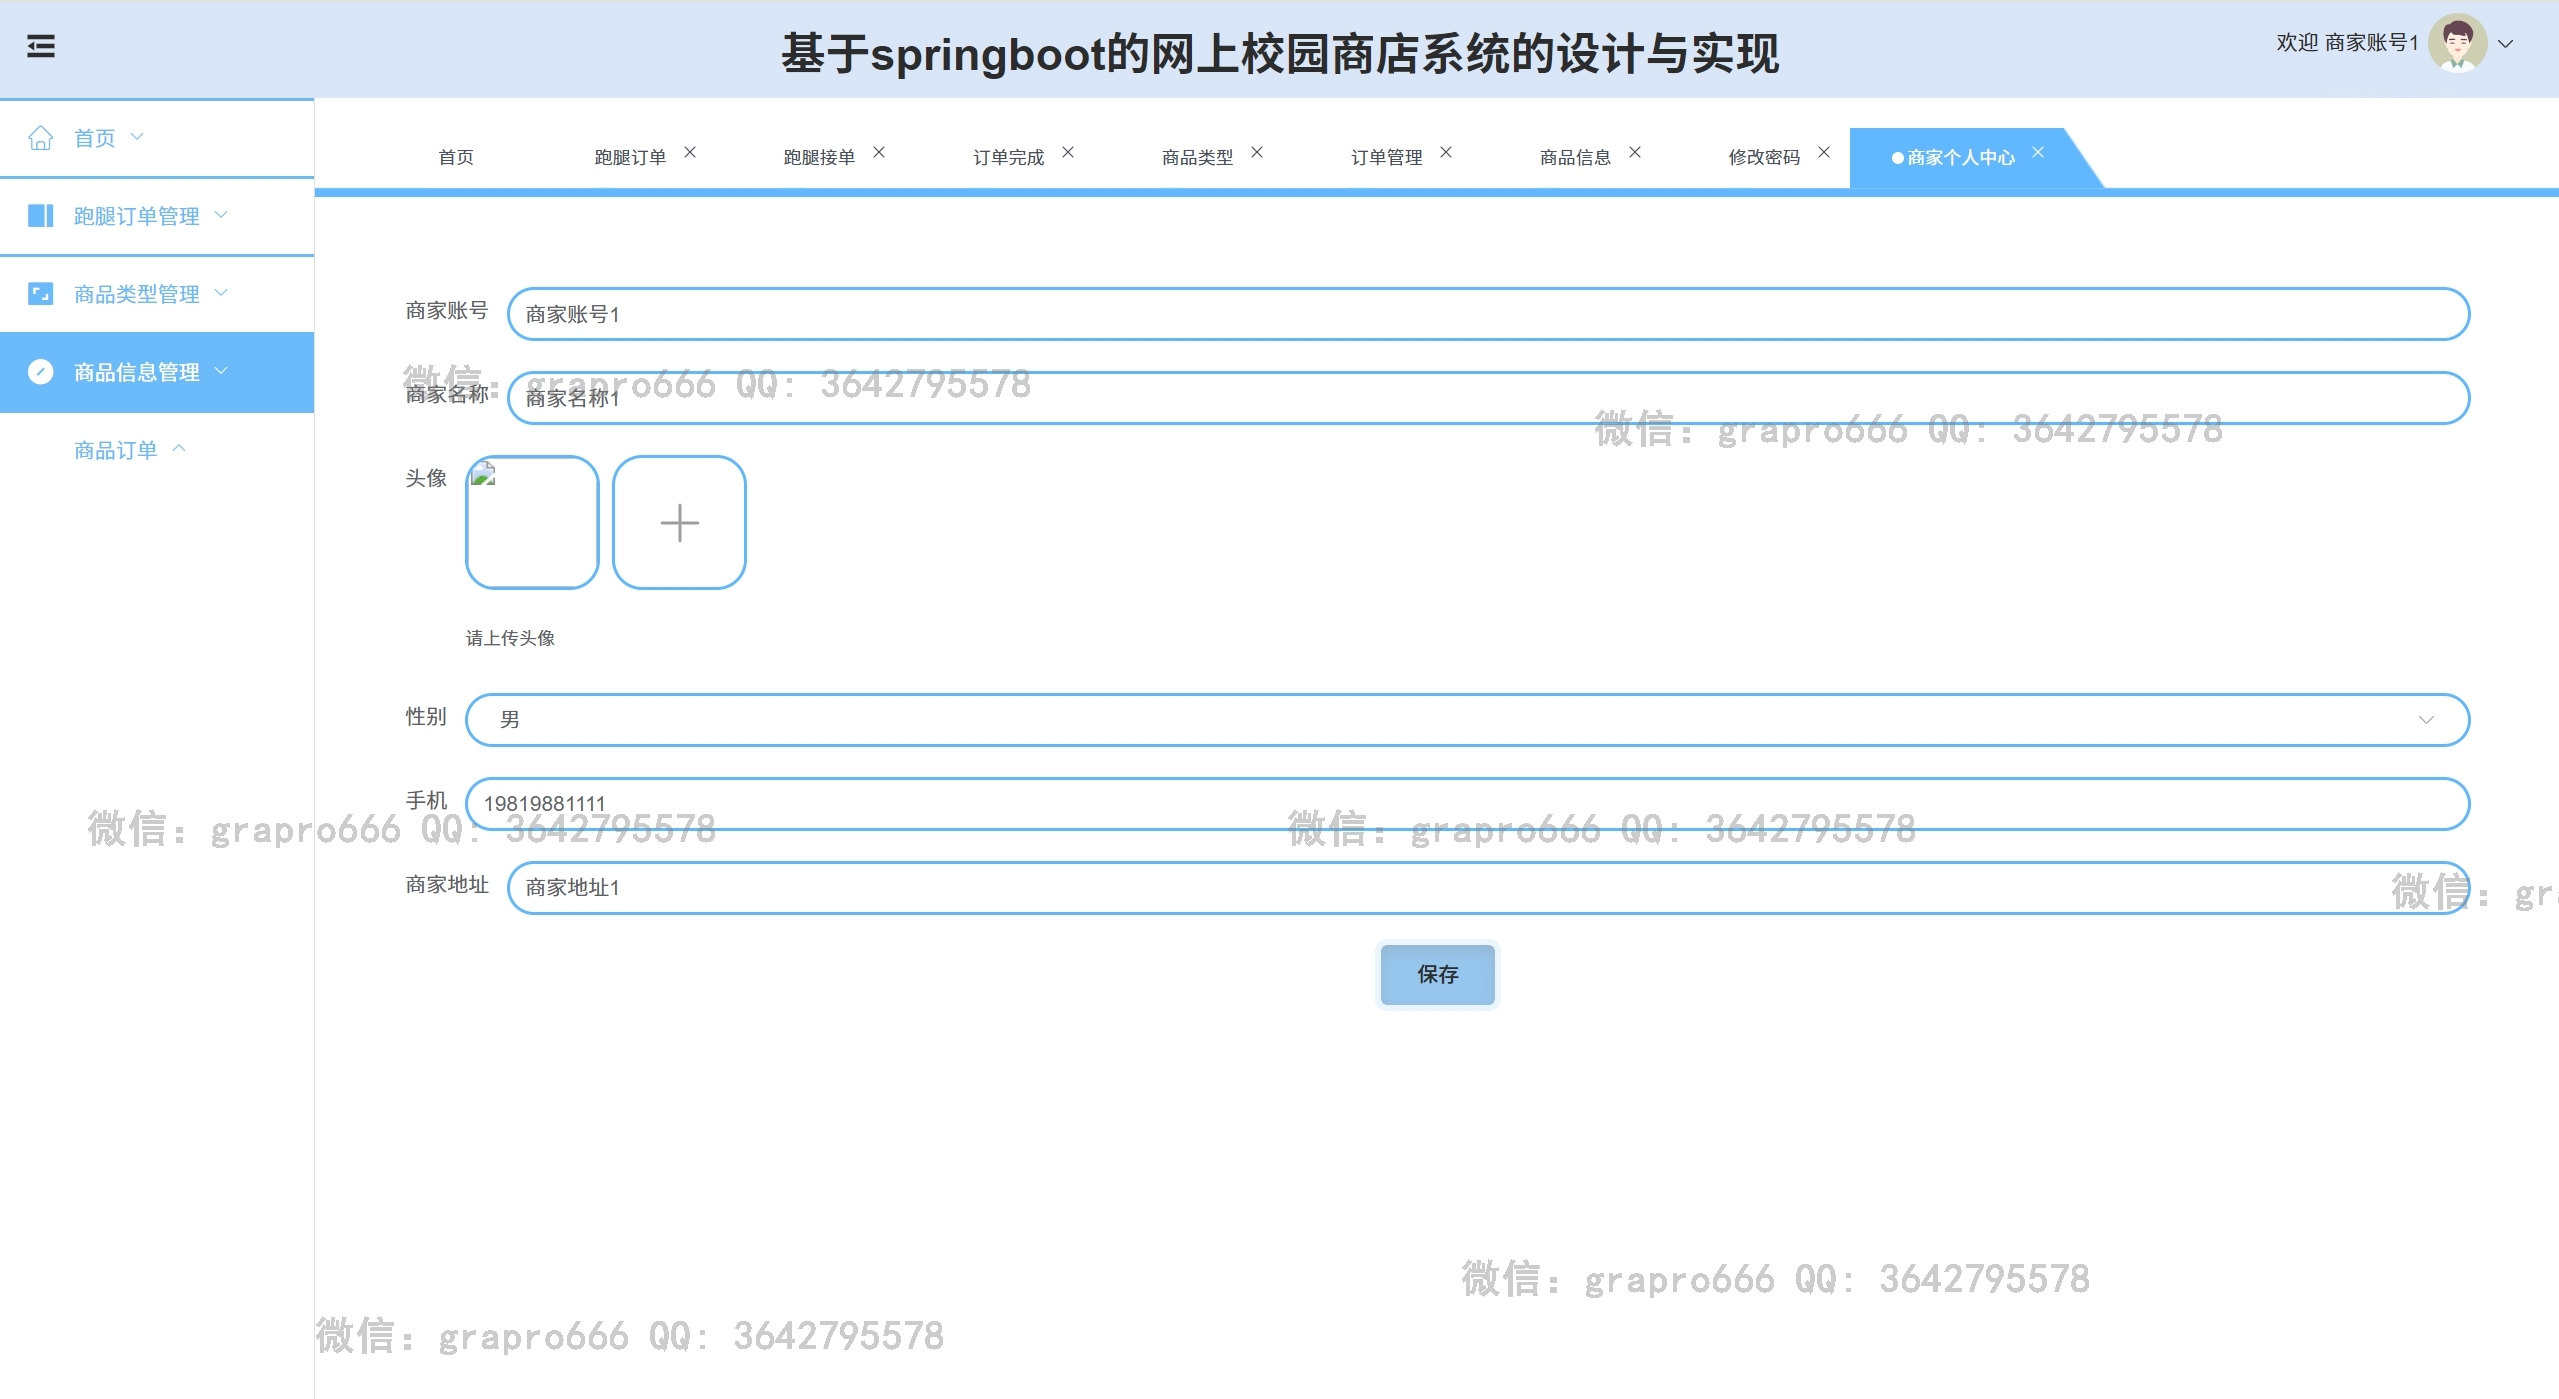 基于springboot的网上校园商店系统的设计与实现
欢迎 商家账号1
首页
跑腿订单管理
商品类型管理
商品信息管理
商品订单
首页 跑腿订单 跑腿接单 订单完成 商品类型 订单管理 商品信息 修改密码 商家个人中心
商家账号 商家账号1
商家名称 商家名称1
微信：grapro666 QQ: 3642795578
微信：grapro666 QQ: 3642795578
头像
请上传头像
性别 男
手机 19819881111
微信：grapro666 QQ: 3642795578
微信：grapro666 QQ: 3642795578
商家地址 商家地址1
微信：gr
保存
微信：grapro666 QQ: 3642795578
微信：grapro666 QQ: 3642795578